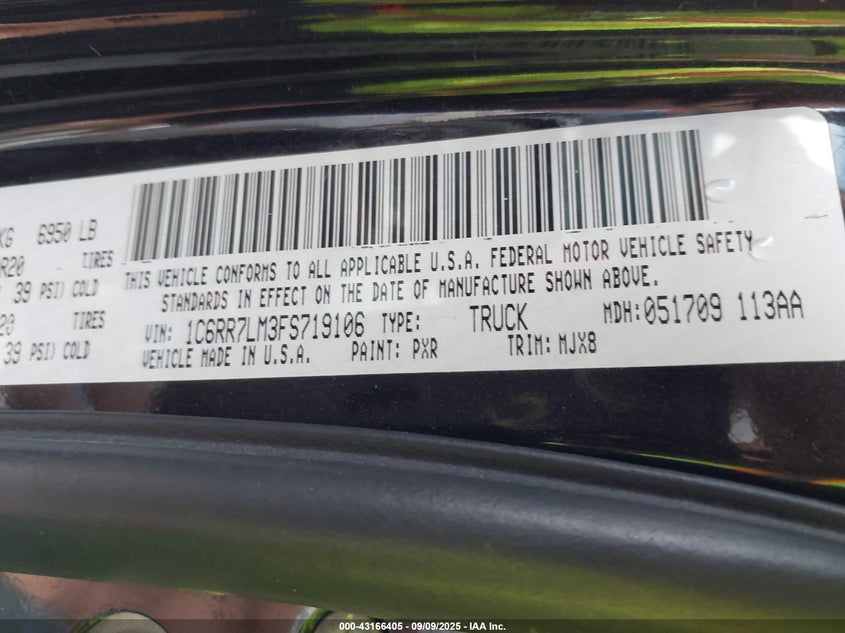 KG 6950 LB
R20 TIRES
39 PSI) COLD
20 TIRES
39 PSI) COLD
THIS VEHICLE CONFORMS TO ALL APPLICABLE U.S.A. FEDERAL MOTOR VEHICLE SAFETY
STANDARDS IN EFFECT ON THE DATE OF MANUFACTURE SHOWN ABOVE.
VIN: 1C6RR7LM3FS719106 TYPE: TRUCK MDH: 051709 113AA
VEHICLE MADE IN U.S.A. PAINT: PXR TRIM: MJX8
000-43166405 - 09/09/2025 - IAA Inc.